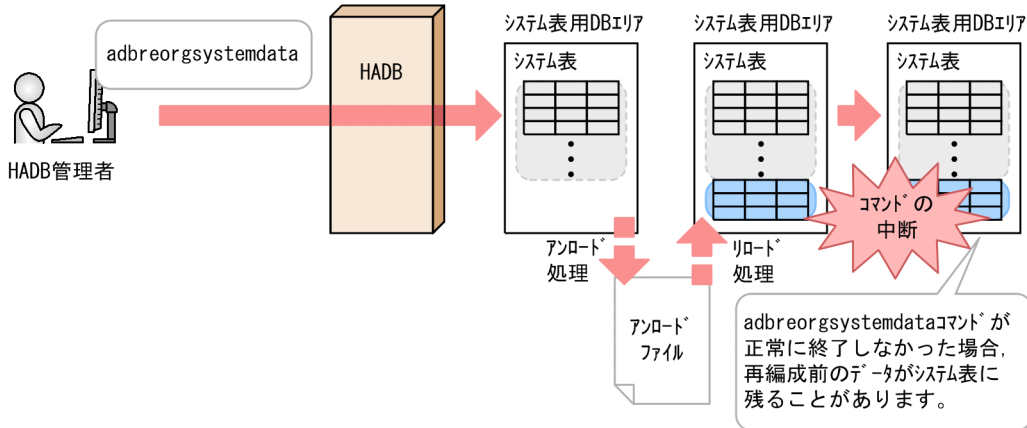 システム表用DBエリア
システム表用DBエリア
システム表用DBエリア
adbreorgsystemdata
HADB
システム表
システム表
システム表
HADB管理者
コマンドの
中断
アンロード
処理
リロード
処理
アンロード
ファイル
adbreorgsystemdataコマンドが
正常に終了しなかった場合,
再編成前のデータがシステム表に
残ることがあります。